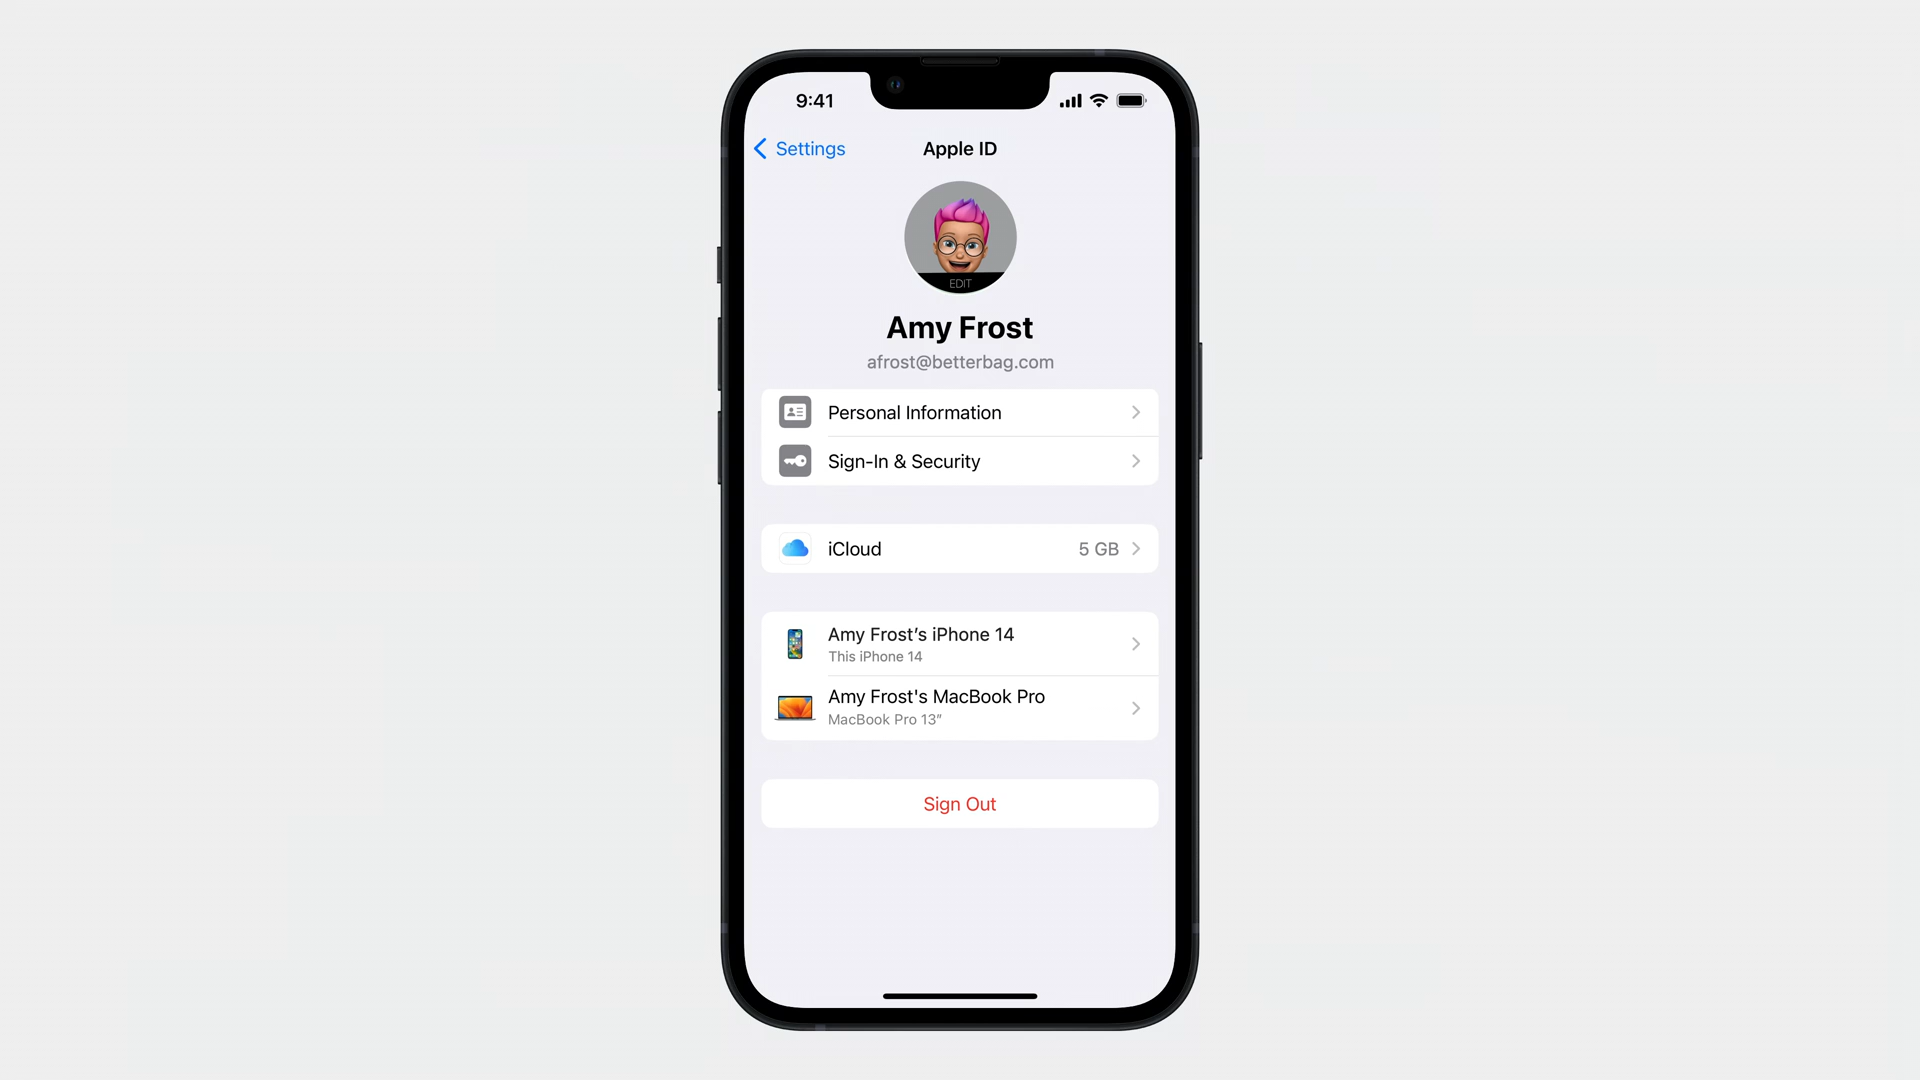 9:41
Settings
Apple ID
EDIT
Amy Frost
afrost@betterbag.com
Personal Information
Sign-In & Security
iCloud 5 GB
Amy Frost’s iPhone 14
This iPhone 14
Amy Frost's MacBook Pro
MacBook Pro 13”
Sign Out